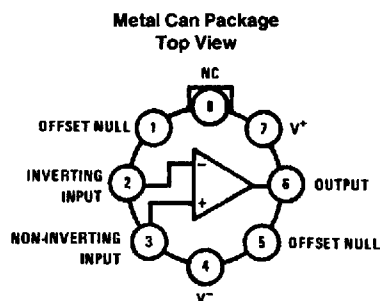 Metal Can Package
Top View
NC
8
OFFSET NULL
1
7
V+
INVERTING
INPUT
2
−
6
OUTPUT
+
NON-INVERTING
INPUT
3
5
OFFSET NULL
4
V−